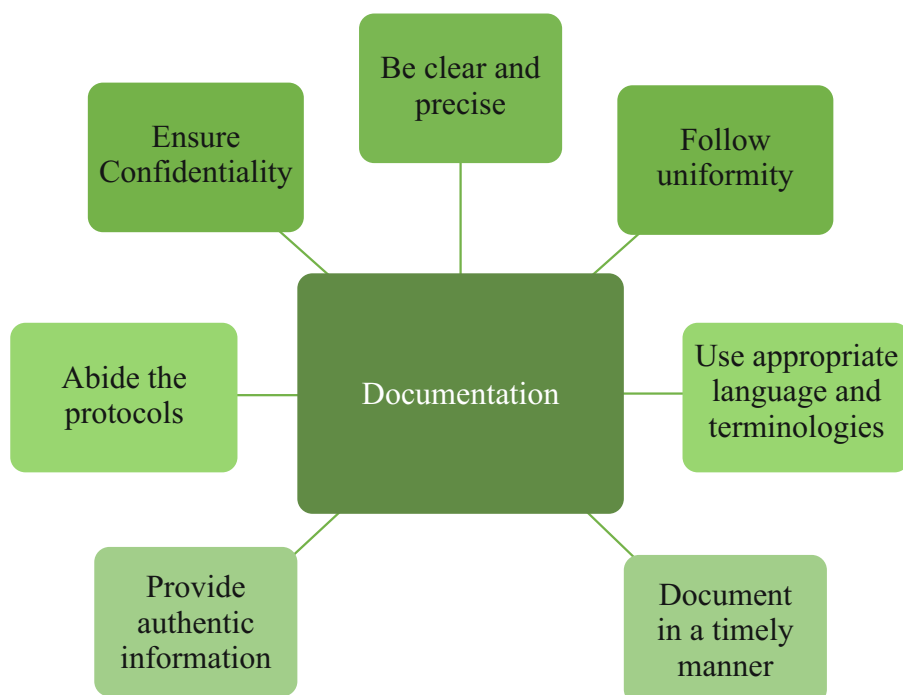 Be clear and
precise
Ensure
Confidentiality
Follow
uniformity
Abide the
protocols
Documentation
Use appropriate
language and
terminologies
Provide
authentic
information
Document
in a timely
manner